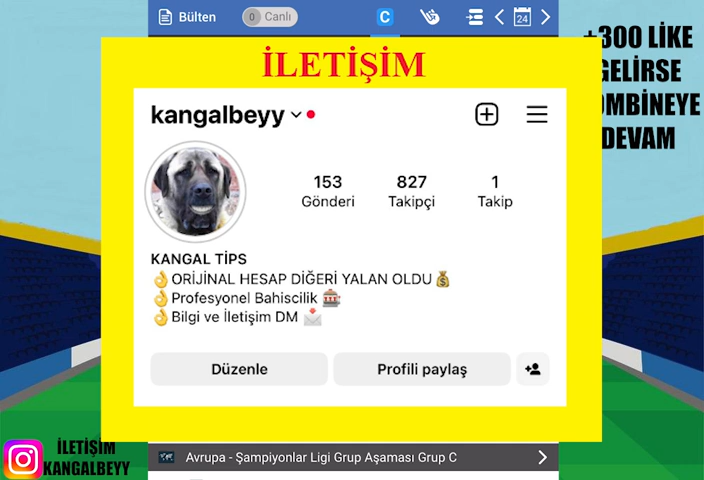 Bülten
0 Canlı
C
24
+300 LİKE
GELİRSE
KOMBİNEYE
DEVAM
İLETİŞİM
kangalbeyy
153
Gönderi
827
Takipçi
1
Takip
KANGAL TİPS
👌ORİJİNAL HESAP DİĞERİ YALAN OLDU💰
👌Profesyonel Bahiscilik🎰
👌Bilgi ve İletişim DM 📩
Düzenle
Profili paylaş
Avrupa - Şampiyonlar Ligi Grup Aşaması Grup C
İLETİŞİM
KANGALBEYY